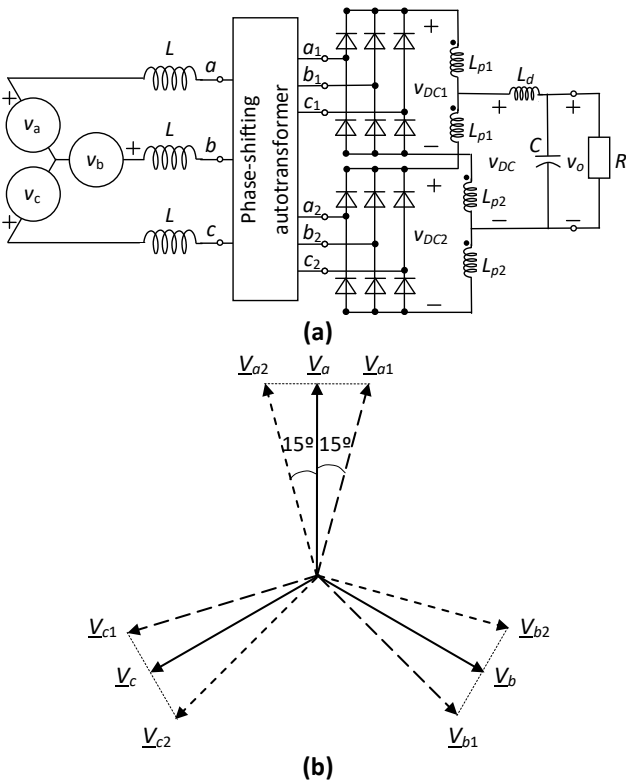 L
a
v_a
+
L
b
v_b
+
v_c
+
L
c
Phase-shifting
autotransformer
a_1
b_1
c_1
a_2
b_2
c_2
+
v_DC1
−
+
v_DC2
−
L_p1
L_p1
L_p2
L_p2
L_d
+
v_DC
−
C
+
v_o
−
R
(a)
V_a2
V_a
V_a1
15º
15º
V_c1
V_c
V_c2
V_b2
V_b
V_b1
(b)